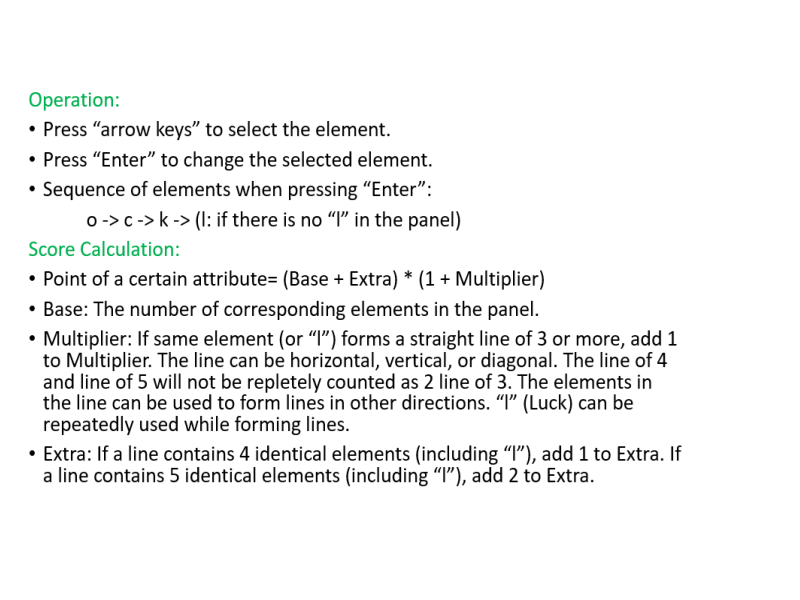 Operation:
• Press “arrow keys” to select the element.
• Press “Enter” to change the selected element.
• Sequence of elements when pressing “Enter”:
o -> c -> k -> (l: if there is no “l” in the panel)
Score Calculation:
• Point of a certain attribute= (Base + Extra) * (1 + Multiplier)
• Base: The number of corresponding elements in the panel.
• Multiplier: If same element (or “l”) forms a straight line of 3 or more, add 1
to Multiplier. The line can be horizontal, vertical, or diagonal. The line of 4
and line of 5 will not be repletely counted as 2 line of 3. The elements in
the line can be used to form lines in other directions. “l” (Luck) can be
repeatedly used while forming lines.
• Extra: If a line contains 4 identical elements (including “l”), add 1 to Extra. If
a line contains 5 identical elements (including “l”), add 2 to Extra.